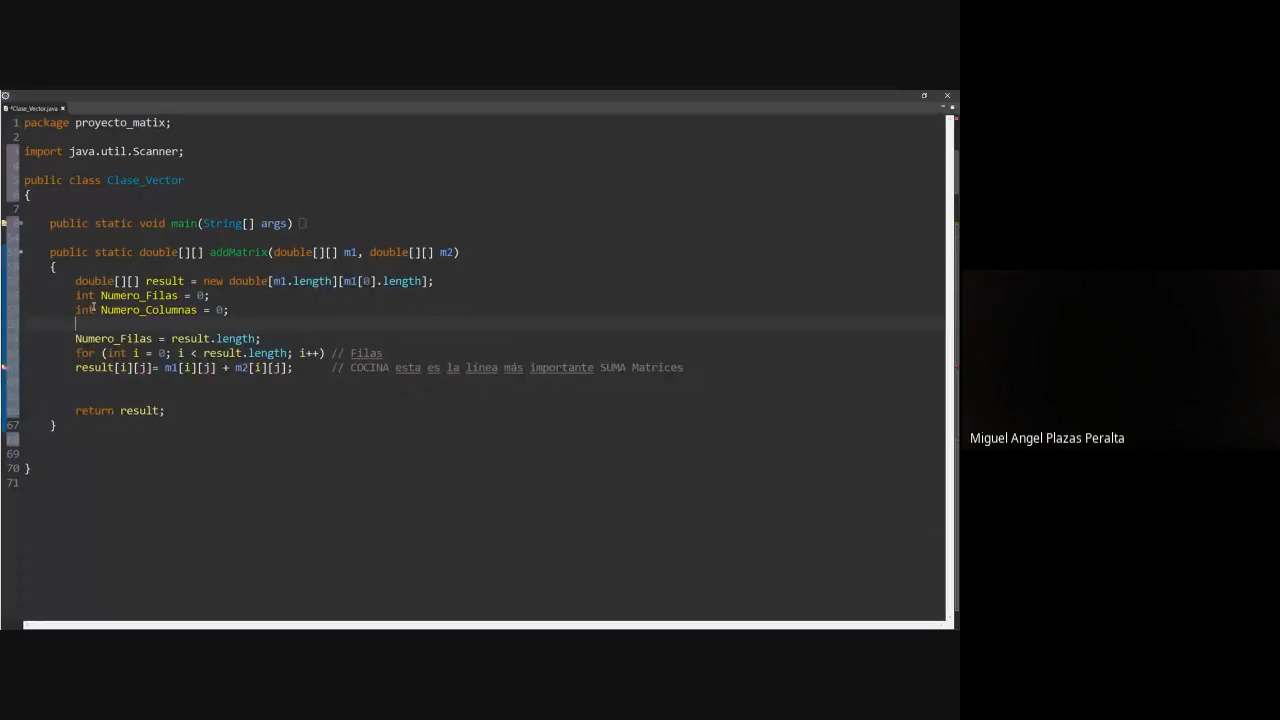 *Clase_Vector.java
1 package proyecto_matix;
2
import java.util.Scanner;
public class Clase_Vector
{
7
public static void main(String[] args)
public static double[][] addMatrix(double[][] m1, double[][] m2)
{
double[][] result = new double[m1.length][m1[0].length];
int Numero_Filas = 0;
int Numero_Columnas = 0;
Numero_Filas = result.length;
for (int i = 0; i < result.length; i++) // Filas
result[i][j]= m1[i][j] + m2[i][j]; // COCINA esta es la línea más importante SUMA Matrices
return result;
67 }
69
70 }
71
Miguel Angel Plazas Peralta